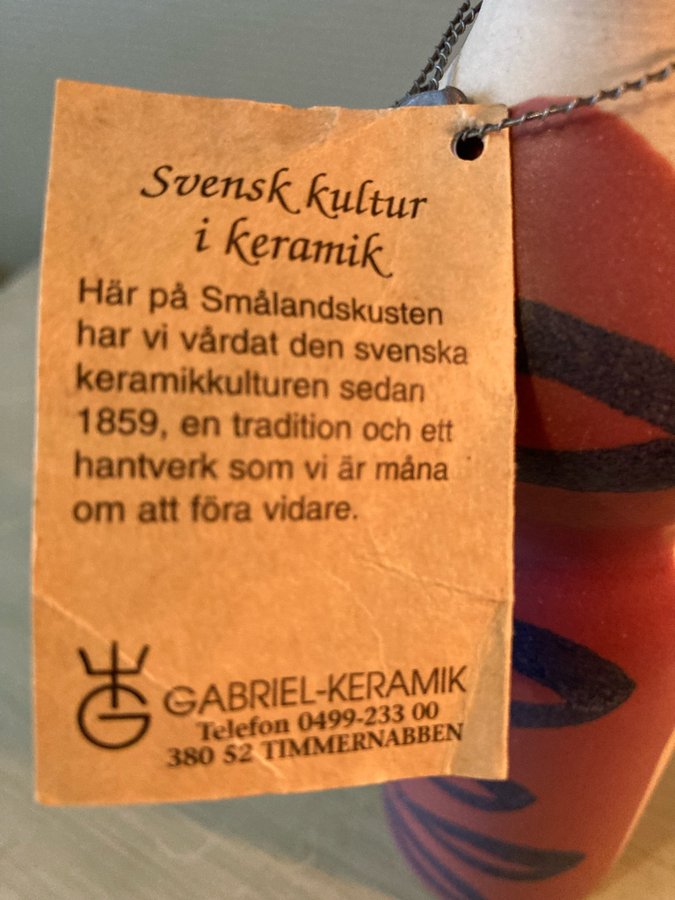 Svensk kultur
i keramik
Här på Smålandskusten
har vi vårdat den svenska
keramikkulturen sedan
1859, en tradition och ett
hantverk som vi är måna
om att föra vidare.
GABRIEL-KERAMIK
Telefon 0499-233 00
380 52 TIMMERNABBEN